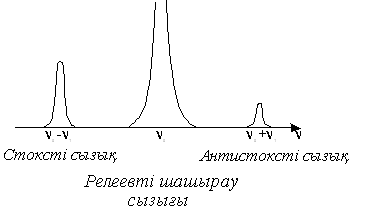 ν -ν ν ν +ν ν
Стоксті сызық Антистоксті сызық
Релеевті шашырау
сызығы